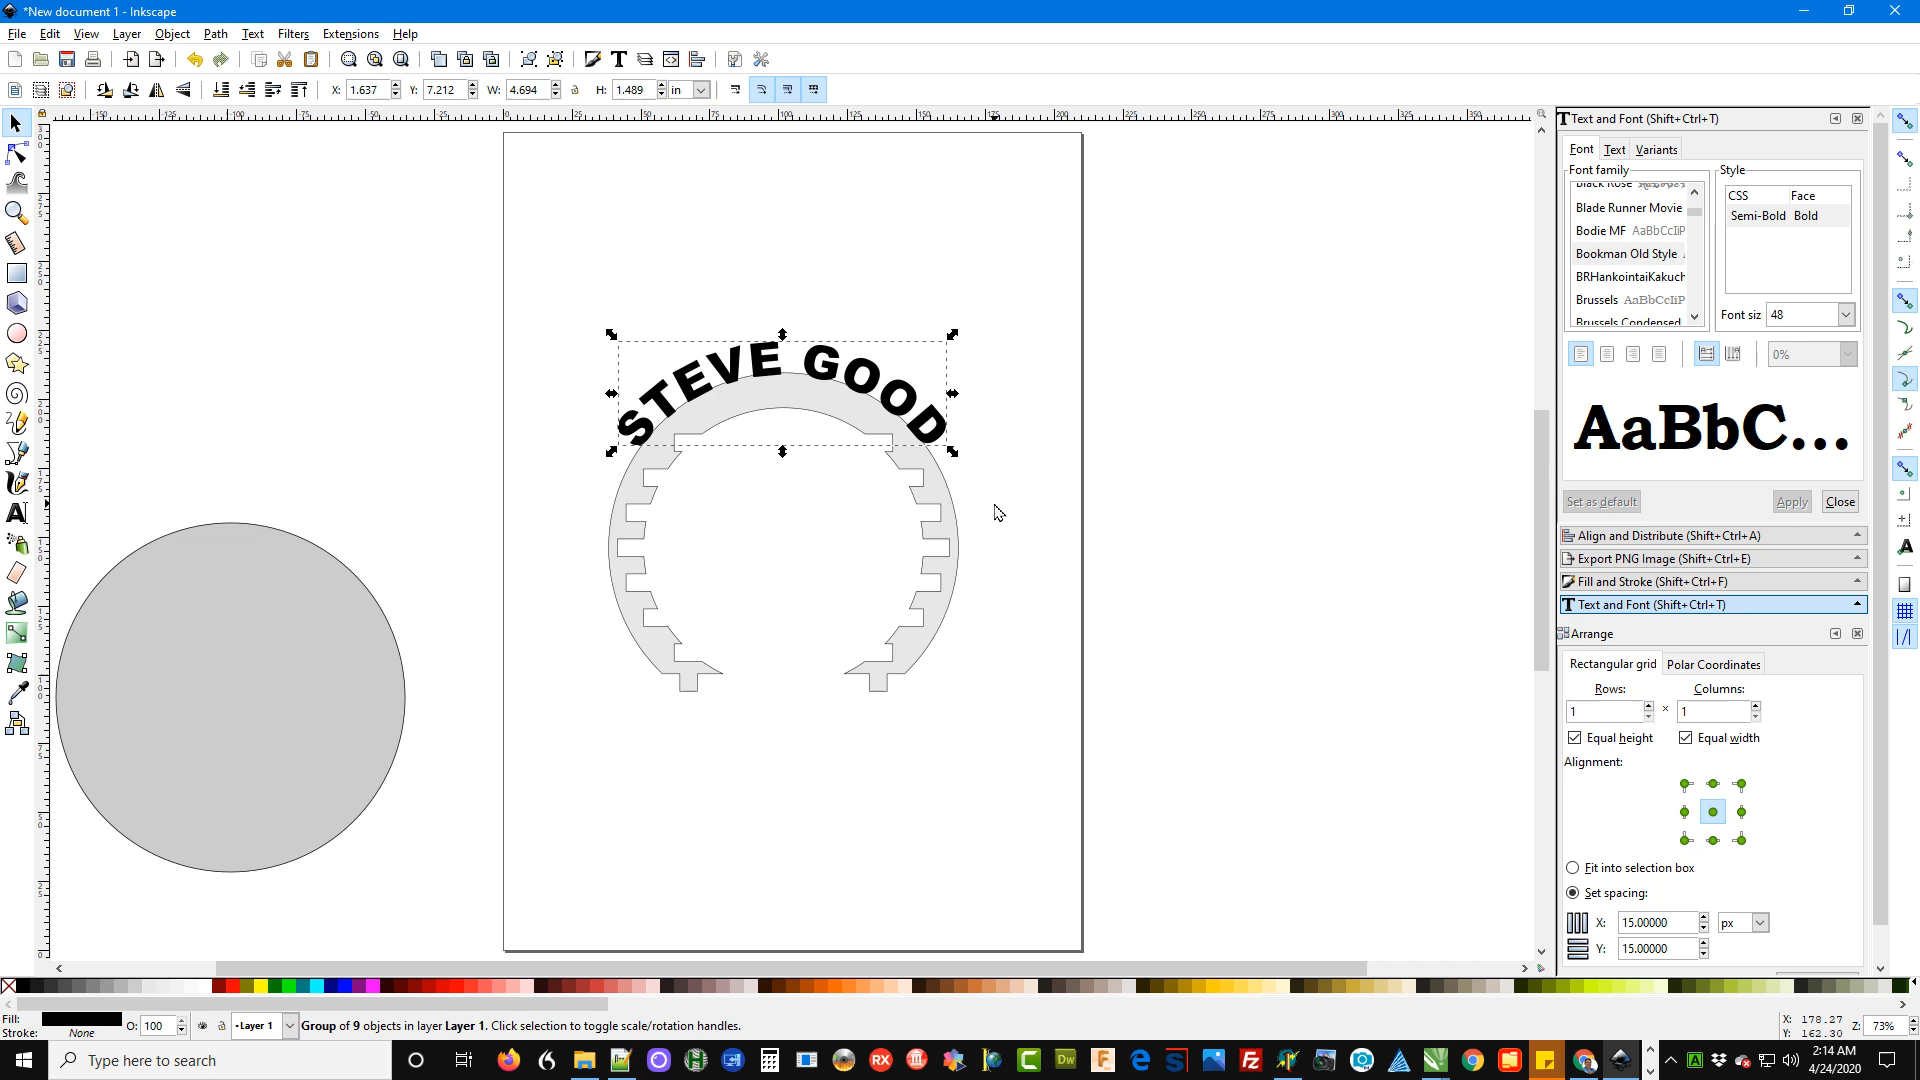 *New document 1 - Inkscape
File Edit View Layer Object Path Text Filters Extensions Help
X: 1.637 Y: 7.212 W: 4.694 H: 1.489 in
Text and Font (Shift+Ctrl+T)
Font Text Variants
Font family
Style
Black Rose
CSS Face
Blade Runner Movie
Semi-Bold Bold
Bodie MF AaBbCcIiP
Bookman Old Style
BRHankointaiKakuch
Brussels AaBbCcIiP
Brussels Condensed
Font siz 48
0%
AaBbC...
Set as default Apply Close
Align and Distribute (Shift+Ctrl+A)
Export PNG Image (Shift+Ctrl+E)
Fill and Stroke (Shift+Ctrl+F)
Text and Font (Shift+Ctrl+T)
Arrange
Rectangular grid Polar Coordinates
Rows: Columns:
1 × 1
Equal height Equal width
Alignment:
Fit into selection box
Set spacing:
X: 15.00000 px
Y: 15.00000
STEVE GOOD
Fill:
Stroke: None
O: 100
Layer 1
Group of 9 objects in layer Layer 1. Click selection to toggle scale/rotation handles.
X: 178.27
Y: 162.30
Z: 73%
Type here to search
2:14 AM
4/24/2020